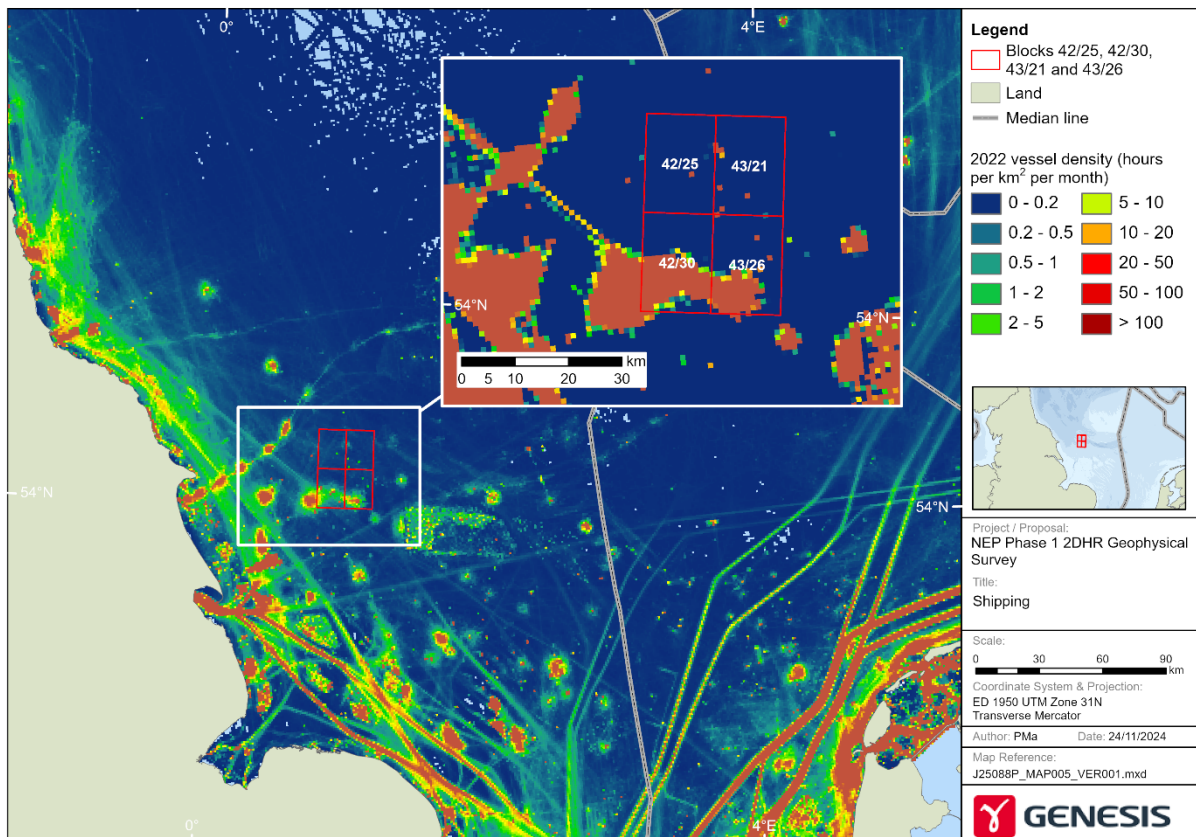 0°
4°E
54°N
54°N
0°
4°E
42/25
43/21
42/30
43/26
54°N
54°N
km
0 5 10 20 30
Legend
Blocks 42/25, 42/30,
43/21 and 43/26
Land
Median line
2022 vessel density (hours
per km² per month)
0 - 0.2
0.2 - 0.5
0.5 - 1
1 - 2
2 - 5
5 - 10
10 - 20
20 - 50
50 - 100
> 100
Project / Proposal:
NEP Phase 1 2DHR Geophysical
Survey
Title:
Shipping
Scale:
0 30 60 90
km
Coordinate System & Projection:
ED 1950 UTM Zone 31N
Transverse Mercator
Author: PMa Date: 24/11/2024
Map Reference:
J25088P_MAP005_VER001.mxd
GENESIS